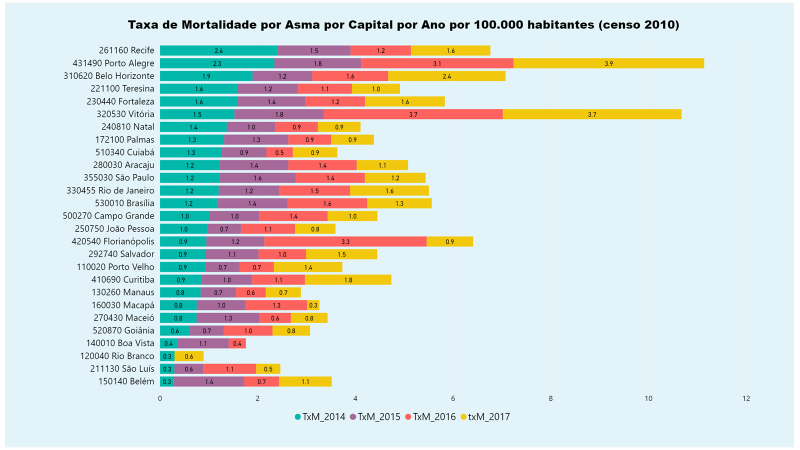 Taxa de Mortalidade por Asma por Capital por Ano por 100.000 habitantes (censo 2010)
261160 Recife 2.4 1.5 1.2 1.6
431490 Porto Alegre 2.3 1.8 3.1 3.9
310620 Belo Horizonte 1.9 1.2 1.6 2.4
221100 Teresina 1.6 1.2 1.1 1.0
230440 Fortaleza 1.6 1.4 1.2 1.6
320530 Vitória 1.5 1.8 3.7 3.7
240810 Natal 1.4 1.0 0.9 0.9
172100 Palmas 1.3 1.3 0.9 0.9
510340 Cuiabá 1.3 0.9 0.5 0.9
280030 Aracaju 1.2 1.4 1.4 1.1
355030 São Paulo 1.2 1.6 1.4 1.2
330455 Rio de Janeiro 1.2 1.2 1.5 1.6
530010 Brasília 1.2 1.4 1.6 1.3
500270 Campo Grande 1.0 1.0 1.4 1.0
250750 João Pessoa 1.0 0.7 1.1 0.8
420540 Florianópolis 0.9 1.2 3.3 0.9
292740 Salvador 0.9 1.1 1.0 1.5
110020 Porto Velho 0.9 0.7 0.7 1.4
410690 Curitiba 0.9 1.0 1.1 1.8
130260 Manaus 0.8 0.7 0.6 0.7
160030 Macapá 0.8 1.0 1.3 0.3
270430 Maceió 0.8 1.3 0.6 0.8
520870 Goiânia 0.6 0.7 1.0 0.8
140010 Boa Vista 0.4 1.1 0.4
120040 Rio Branco 0.3 0.6
211130 São Luís 0.3 0.6 1.1 0.5
150140 Belém 0.3 1.4 0.7 1.1
0 2 4 6 8 10 12
TxM_2014 TxM_2015 TxM_2016 txM_2017